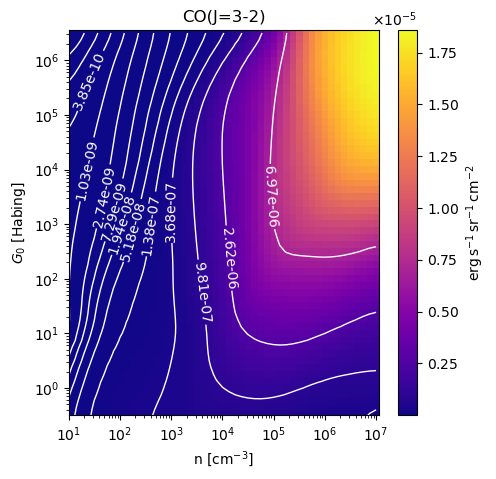 CO(J=3-2)
×10⁻⁵
10⁶
10⁵
10⁴
10³
10²
10¹
10⁰
G₀ [Habing]
3.85e-10
1.03e-09
2.74e-09
7.29e-09
1.94e-08
5.18e-08
1.38e-07
3.68e-07
9.81e-07
2.62e-06
6.97e-06
10¹ 10² 10³ 10⁴ 10⁵ 10⁶ 10⁷
n [cm⁻³]
1.75
1.50
1.25
1.00
0.75
0.50
0.25
erg s⁻¹ sr⁻¹ cm⁻²